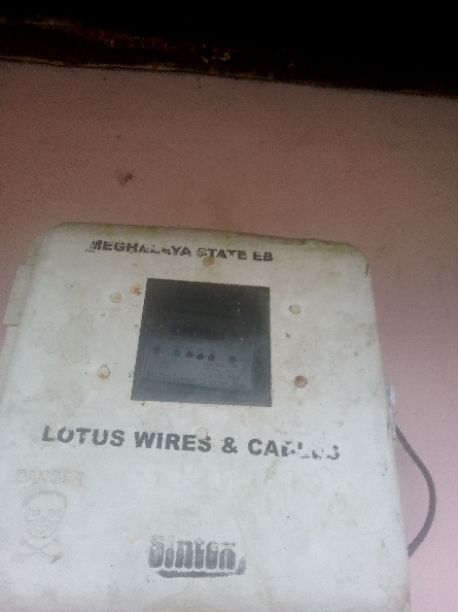 MEGHALAYA STATE EB
LOTUS WIRES & CABLES
DANGER
Sintex